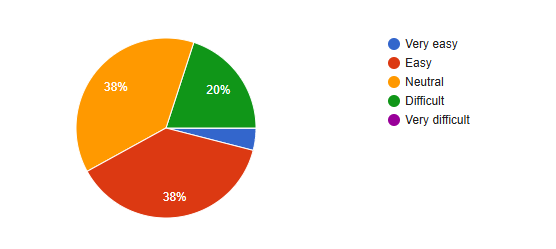 38%
20%
38%
Very easy
Easy
Neutral
Difficult
Very difficult